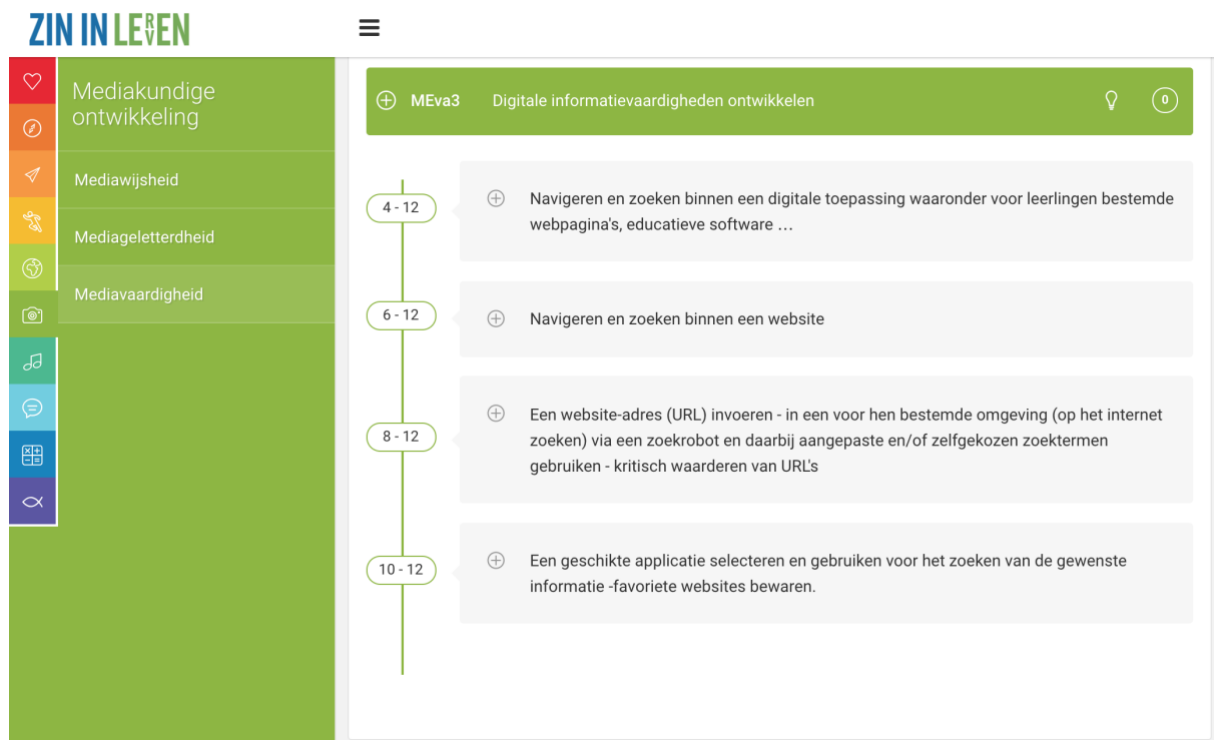 ZIN IN LERVEN
Mediakundige
ontwikkeling
Mediawijsheid
Mediageletterdheid
Mediavaardigheid
MEva3 Digitale informatievaardigheden ontwikkelen 0
4 - 12
Navigeren en zoeken binnen een digitale toepassing waaronder voor leerlingen bestemde
webpagina's, educatieve software ...
6 - 12
Navigeren en zoeken binnen een website
8 - 12
Een website-adres (URL) invoeren - in een voor hen bestemde omgeving (op het internet
zoeken) via een zoekrobot en daarbij aangepaste en/of zelfgekozen zoektermen
gebruiken - kritisch waarderen van URL's
10 - 12
Een geschikte applicatie selecteren en gebruiken voor het zoeken van de gewenste
informatie -favoriete websites bewaren.